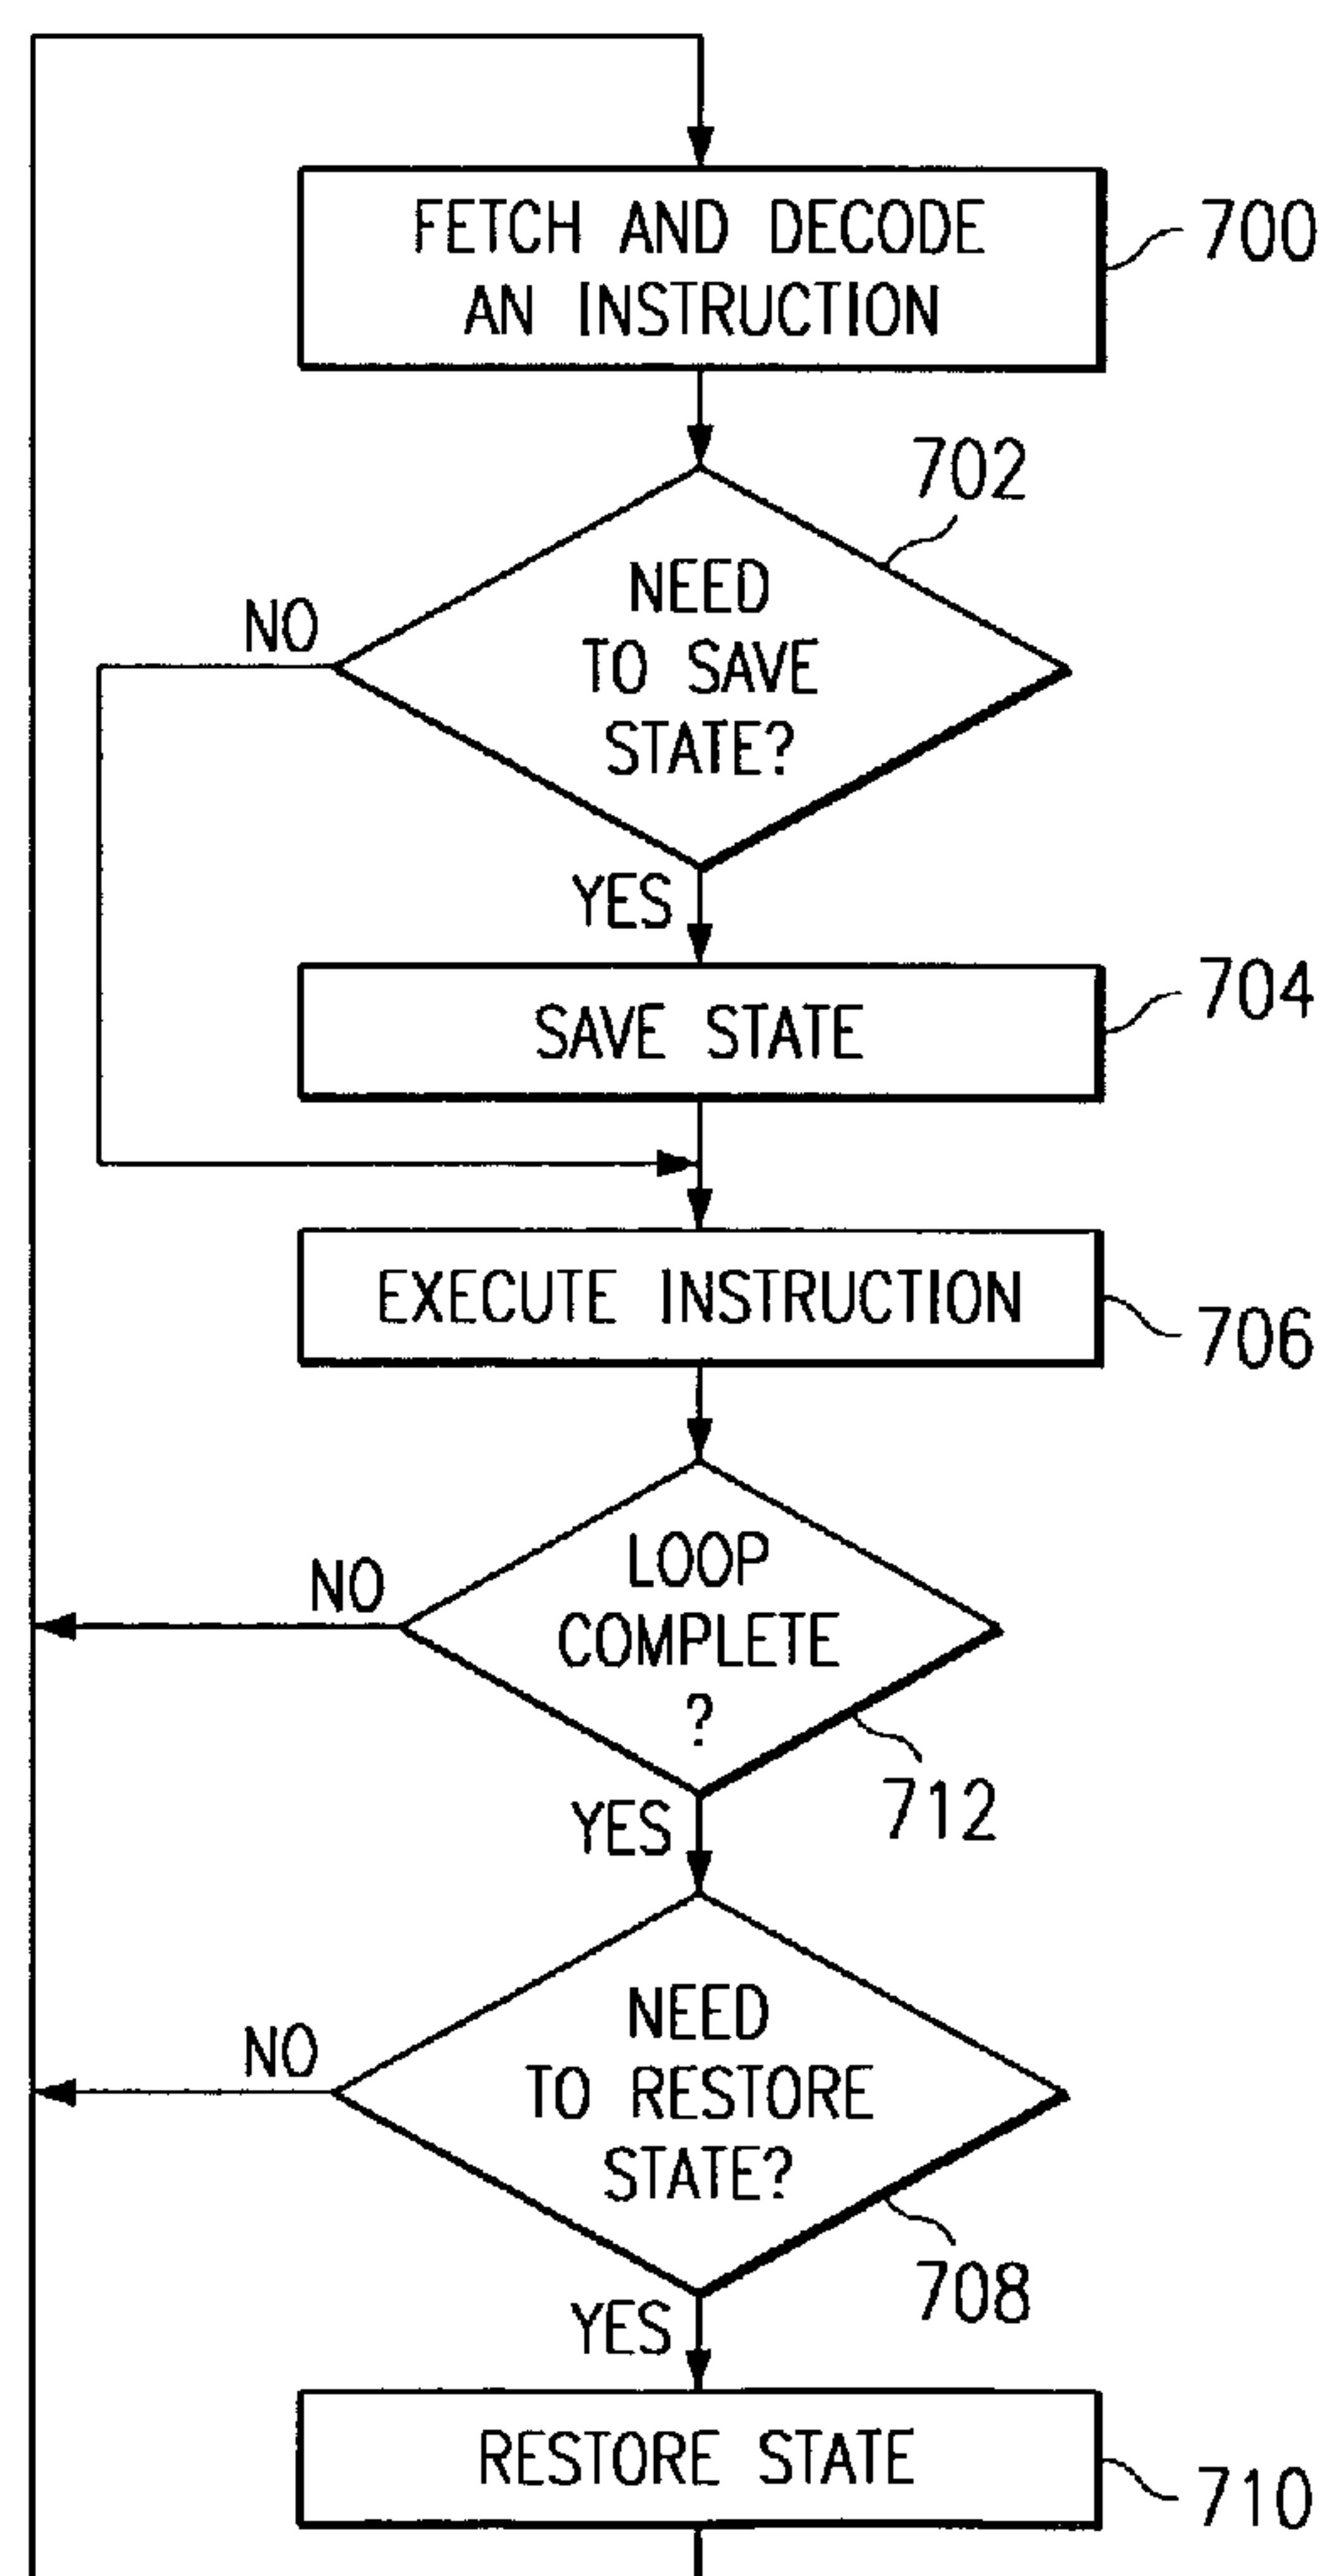 FETCH AND DECODE
AN INSTRUCTION
700
702
NEED
TO SAVE
STATE?
NO
YES
SAVE STATE
704
EXECUTE INSTRUCTION
706
LOOP
COMPLETE
?
NO
712
YES
NEED
TO RESTORE
STATE?
NO
708
YES
RESTORE STATE
710